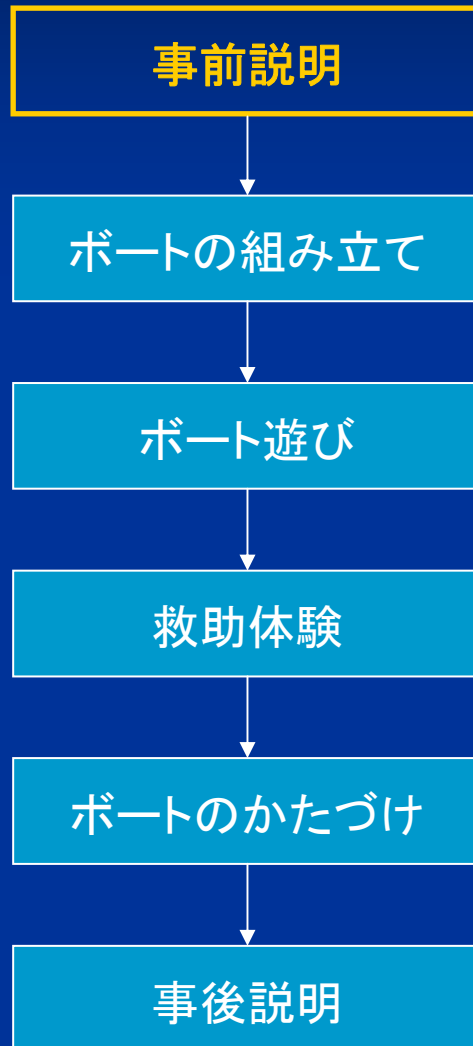 事前説明
ボートの組み立て
ボート遊び
救助体験
ボートのかたづけ
事後説明